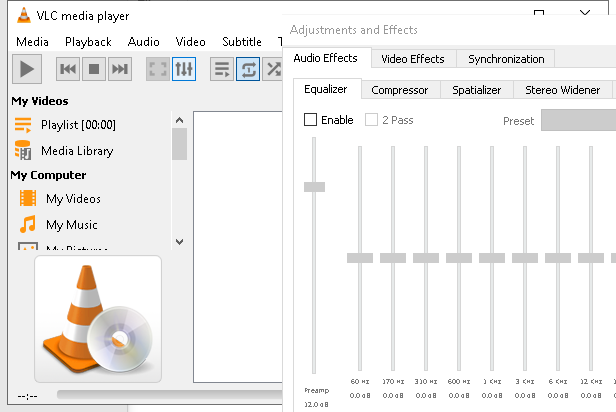 VLC media player
Media Playback Audio Video Subtitle T
My Videos
Playlist [00:00]
Media Library
My Computer
My Videos
My Music
My Pictures
--:--
Adjustments and Effects
Audio Effects Video Effects Synchronization
Equalizer Compressor Spatializer Stereo Widener
Enable 2 Pass Preset
60 Hz 170 Hz 310 Hz 600 Hz 1 KHz 3 KHz 6 KHz 12 KHz
Preamp 0.0 dB 0.0 dB 0.0 dB 0.0 dB 0.0 dB 0.0 dB 0.0 dB 0.0 dB
12.0 dB